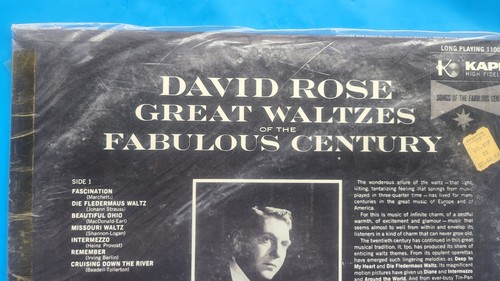 LONG PLAYING 1100
KAPP
HIGH FIDELITY
SONGS OF THE FABULOUS CENTURY
DAVID ROSE
GREAT WALTZES
OF THE
FABULOUS CENTURY
SIDE 1
FASCINATION
(Marchetti)
DIE FLEDERMAUS WALTZ
(Johann Strauss)
BEAUTIFUL OHIO
(MacDonald-Earl)
MISSOURI WALTZ
(Shannon-Logan)
INTERMEZZO
(Heinz Provost)
REMEMBER
(Irving Berlin)
CRUISING DOWN THE RIVER
(Beadell-Tollerton)
The wonderous allure of the waltz — that light,
lilting, tantalizing feeling that springs from music
played in three-quarter time — has lived for many
centuries in the great music of Europe and of
America.
For this is music of infinite charm, of a zestful
warmth, of excitement and glamour — music that
seems almost to well from within and envelop its
listeners in a kind of charm that can never grow old.
The twentieth century has continued in this great
musical tradition. It, too, has produced its share of
enticing waltz themes. From its opulent operettas
have emerged such lingering melodies as Deep In
My Heart and Die Fledermaus Waltz. Its magnificent
motion pictures have given us Diane and Intermezzo
and Around the World. And from ever-busy Tin-Pan